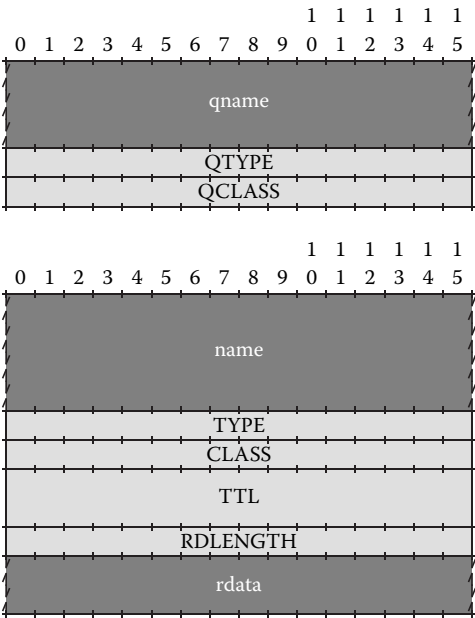 1 1 1 1 1 1
0 1 2 3 4 5 6 7 8 9 0 1 2 3 4 5
qname
QTYPE
QCLASS
1 1 1 1 1 1
0 1 2 3 4 5 6 7 8 9 0 1 2 3 4 5
name
TYPE
CLASS
TTL
RDLENGTH
rdata